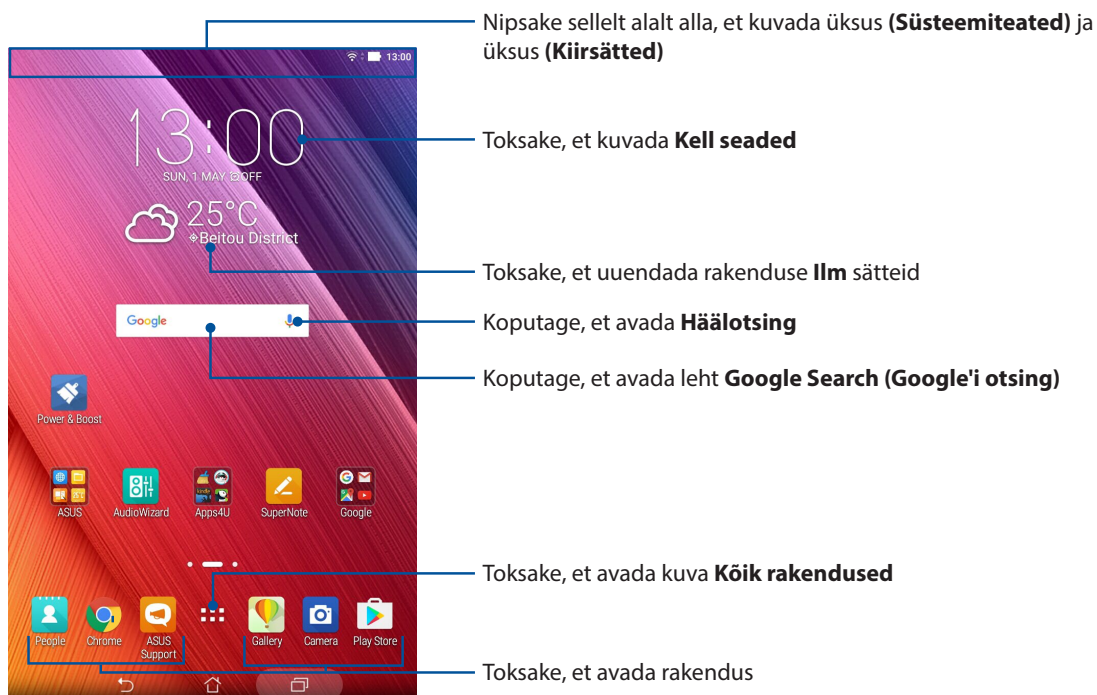 Nipsake sellelt alalt alla, et kuvada üksus (Süsteemiteated) ja
üksus (Kiirsätted)
13:00
13:00
Toksake, et kuvada Kell seaded
SUN, 1 MAY OFF
25°C
Beitou District
Toksake, et uuendada rakenduse Ilm sätteid
Google
Koputage, et avada Häälotsing
Koputage, et avada leht Google Search (Google'i otsing)
Power & Boost
ASUS AudioWizard Apps4U SuperNote Google
Toksake, et avada kuva Kõik rakendused
People Chrome ASUS Support Gallery Camera Play Store
Toksake, et avada rakendus